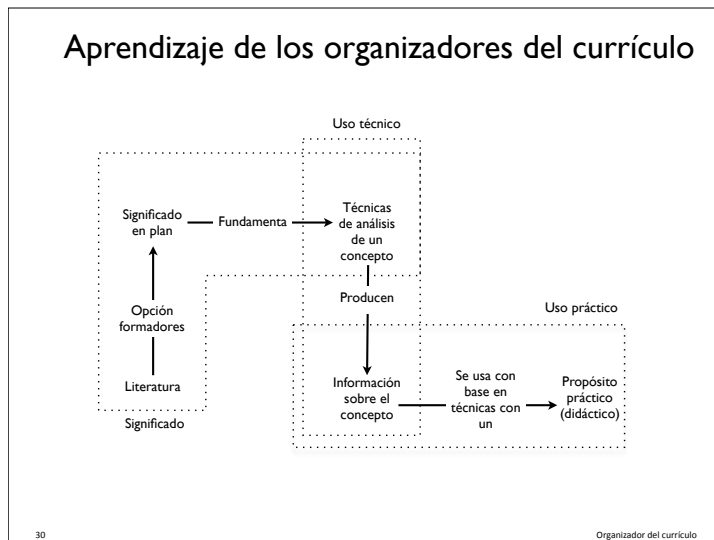 Aprendizaje de los organizadores del currículo
Uso técnico
Significado
en plan
Fundamenta
Técnicas
de análisis
de un
concepto
Opción
formadores
Producen
Uso práctico
Literatura
Información
sobre el
concepto
Se usa con
base en
técnicas con
un
Propósito
práctico
(didáctico)
Significado
30
Organizador del currículo